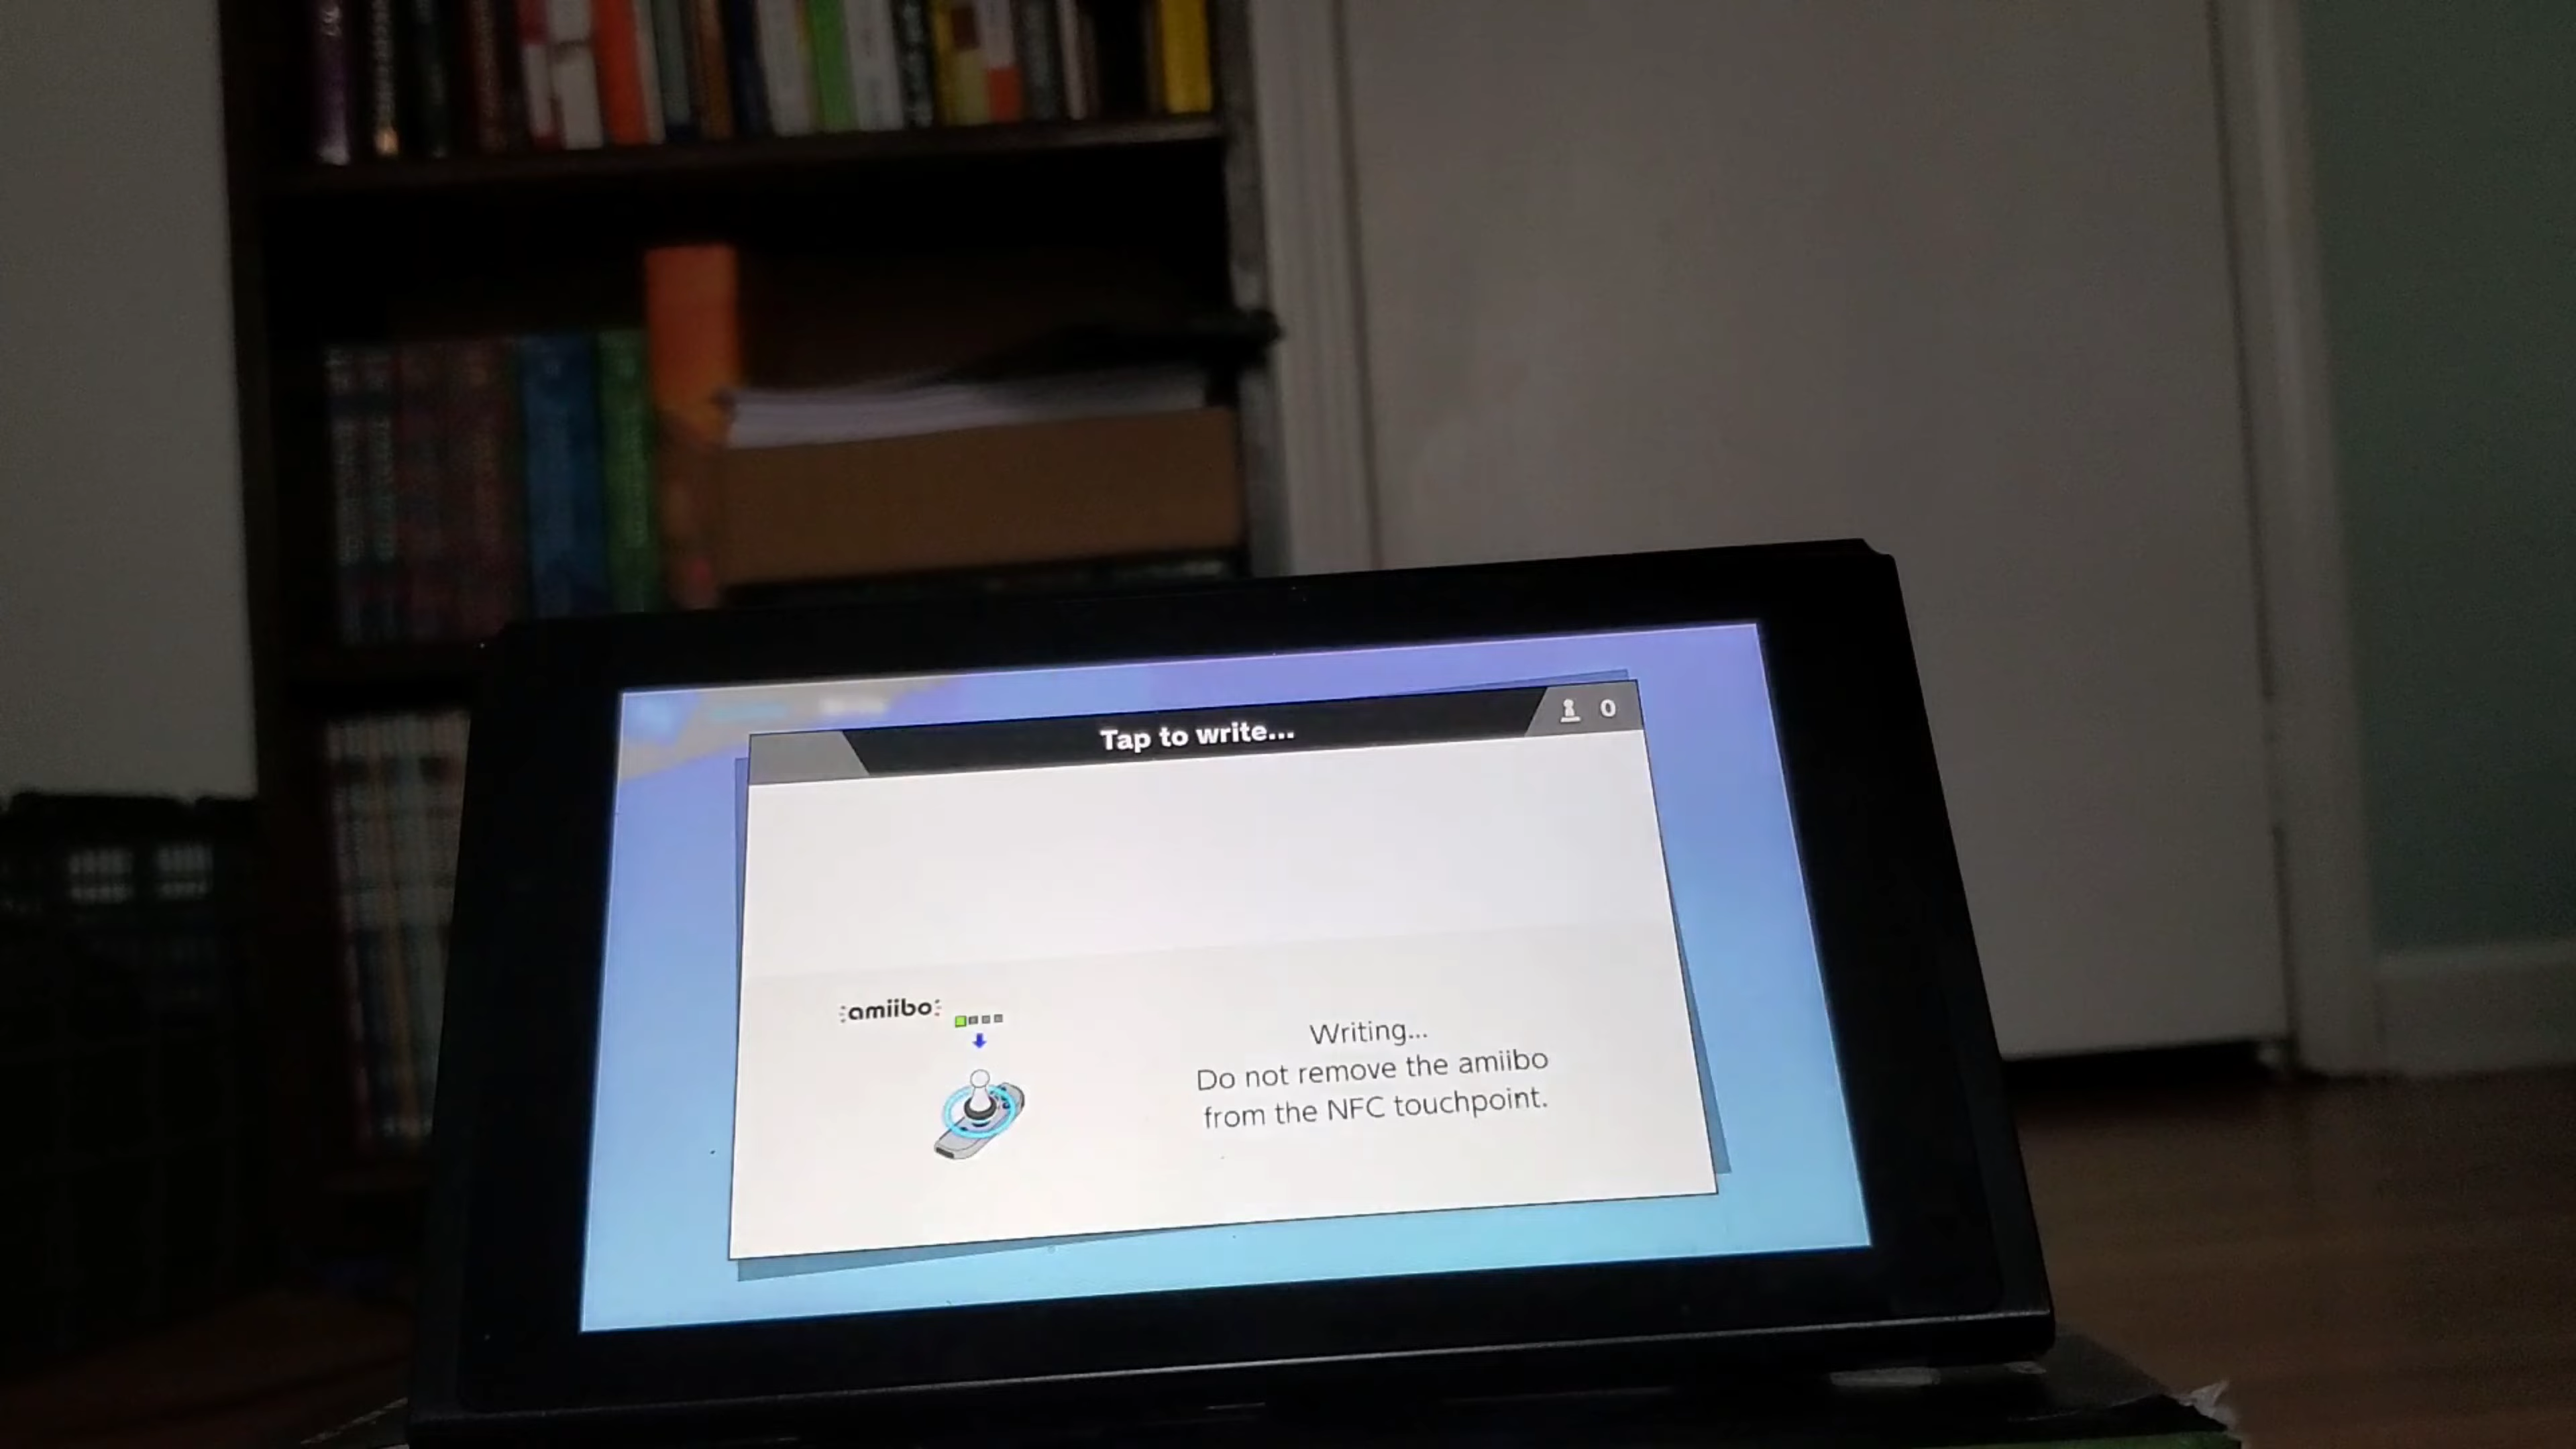 Tap to write...
0
amiibo
Writing...
Do not remove the amiibo
from the NFC touchpoint.